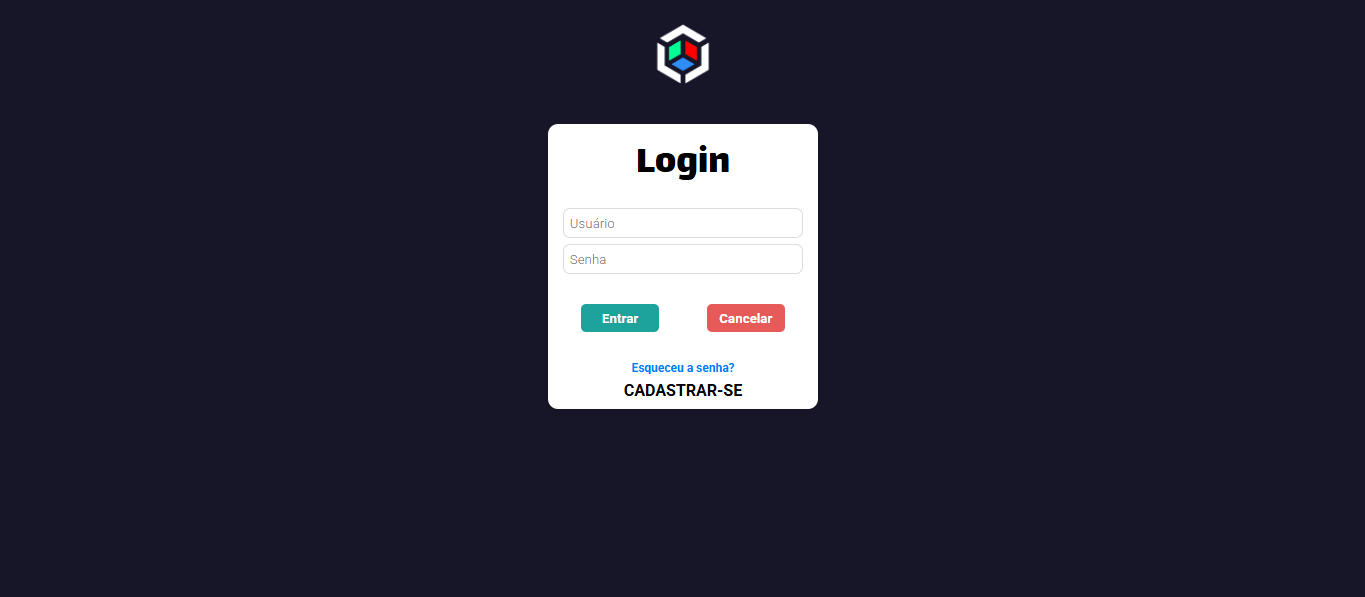 Login
Usuário
Senha
Entrar Cancelar
Esqueceu a senha?
CADASTRAR-SE